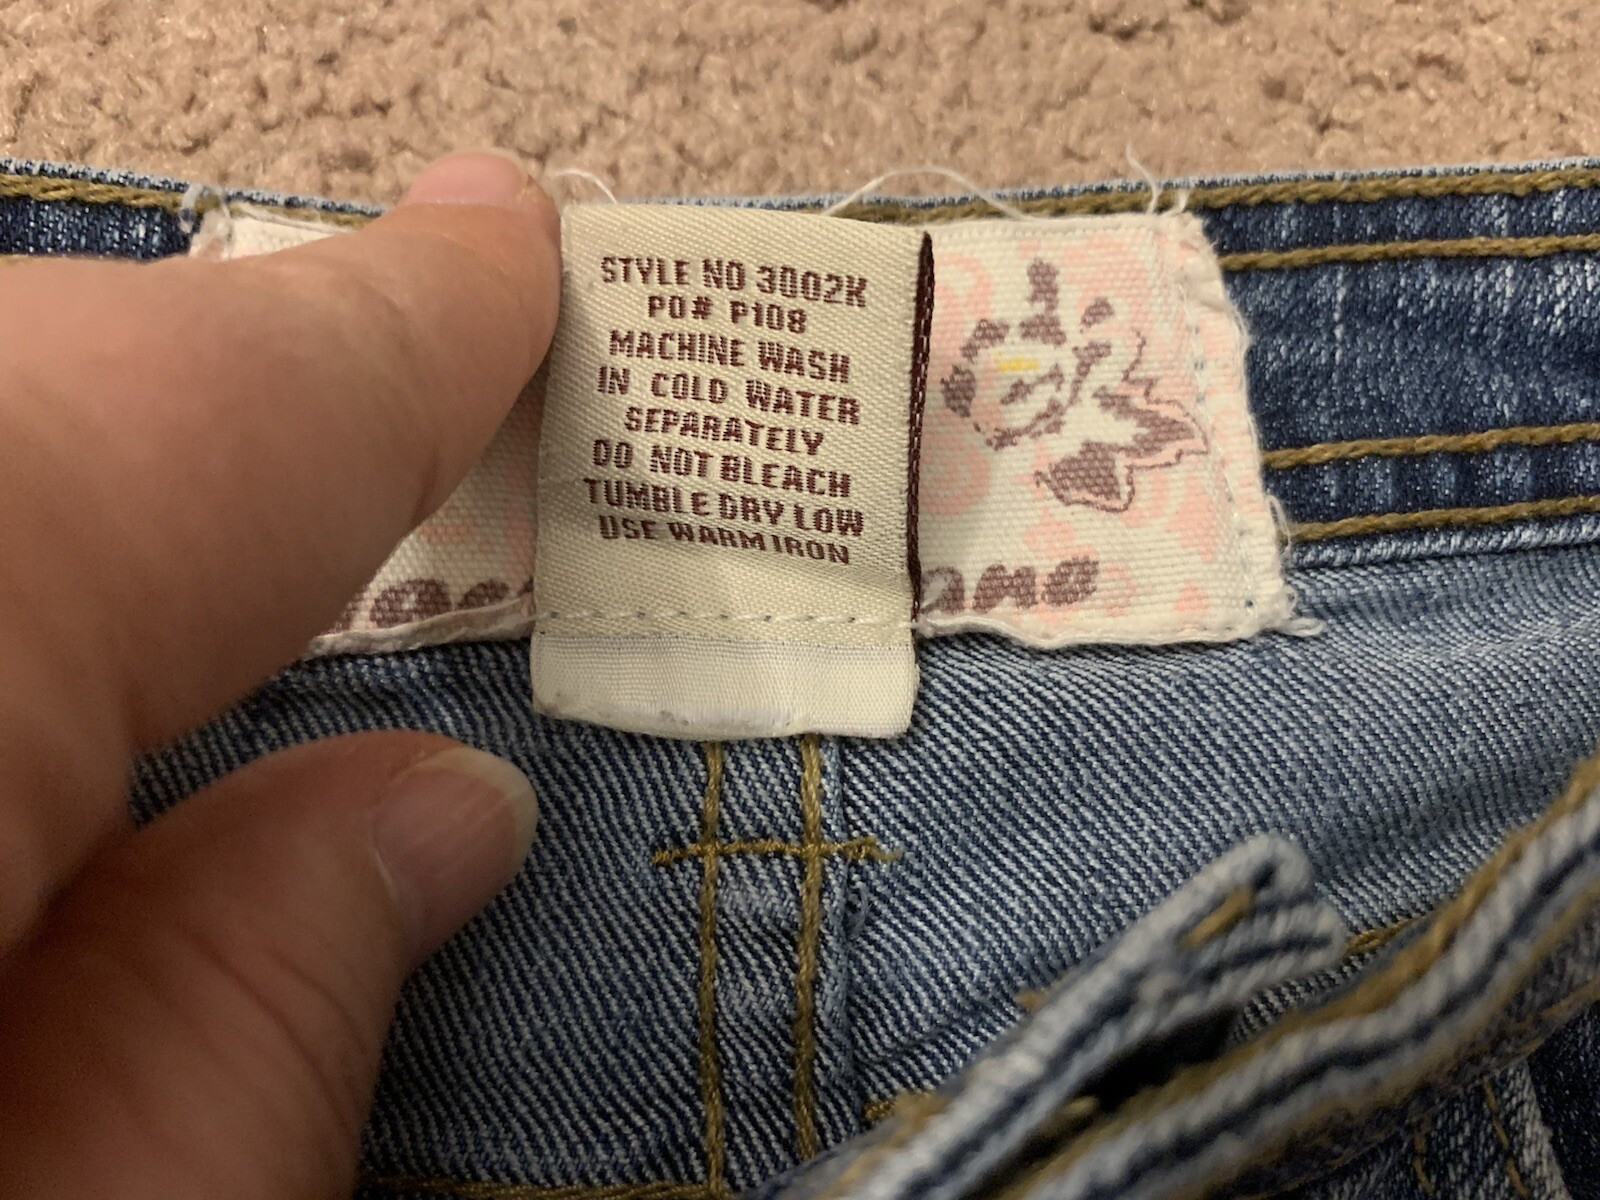 STYLE NO 3002K
PO# P108
MACHINE WASH
IN COLD WATER
SEPARATELY
DO NOT BLEACH
TUMBLE DRY LOW
USE WARM IRON